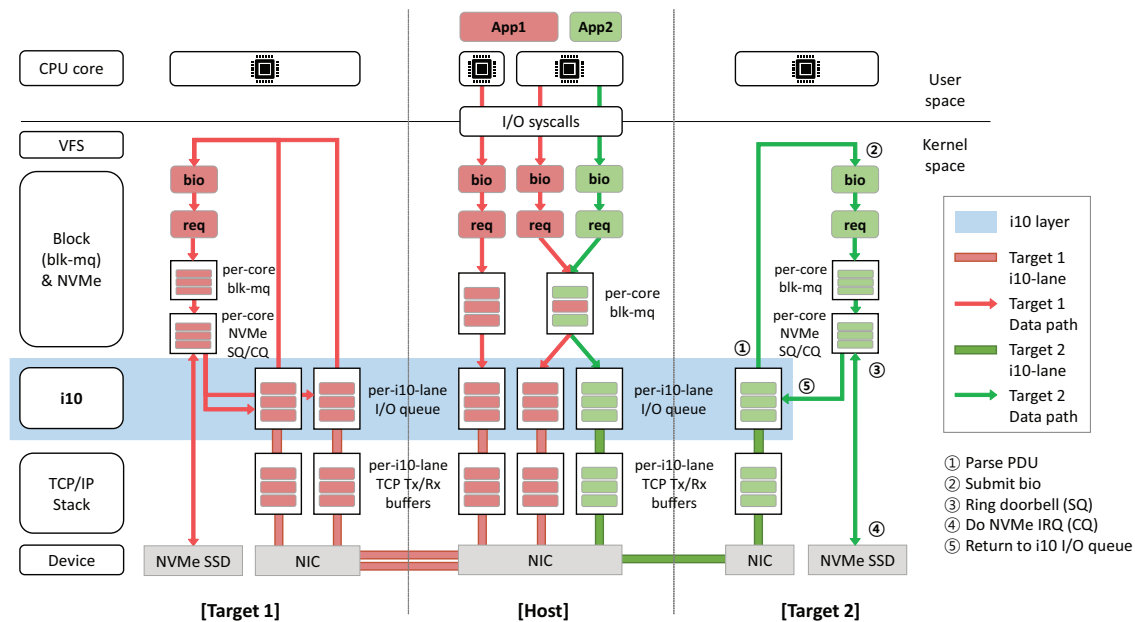 App1
App2
CPU core
User
space
I/O syscalls
VFS
Kernel
space
②
bio
bio
bio
bio
bio
req
req
req
req
req
Block
(blk-mq)
& NVMe
per-core
blk-mq
per-core
NVMe
SQ/CQ
per-core
blk-mq
per-core
blk-mq
per-core
NVMe
SQ/CQ
①
③
⑤
i10
per-i10-lane
I/O queue
per-i10-lane
I/O queue
TCP/IP
Stack
per-i10-lane
TCP Tx/Rx
buffers
per-i10-lane
TCP Tx/Rx
buffers
④
Device
NVMe SSD
NIC
NIC
NIC
NVMe SSD
[Target 1]
[Host]
[Target 2]
i10 layer
Target 1
i10-lane
Target 1
Data path
Target 2
i10-lane
Target 2
Data path
① Parse PDU
② Submit bio
③ Ring doorbell (SQ)
④ Do NVMe IRQ (CQ)
⑤ Return to i10 I/O queue